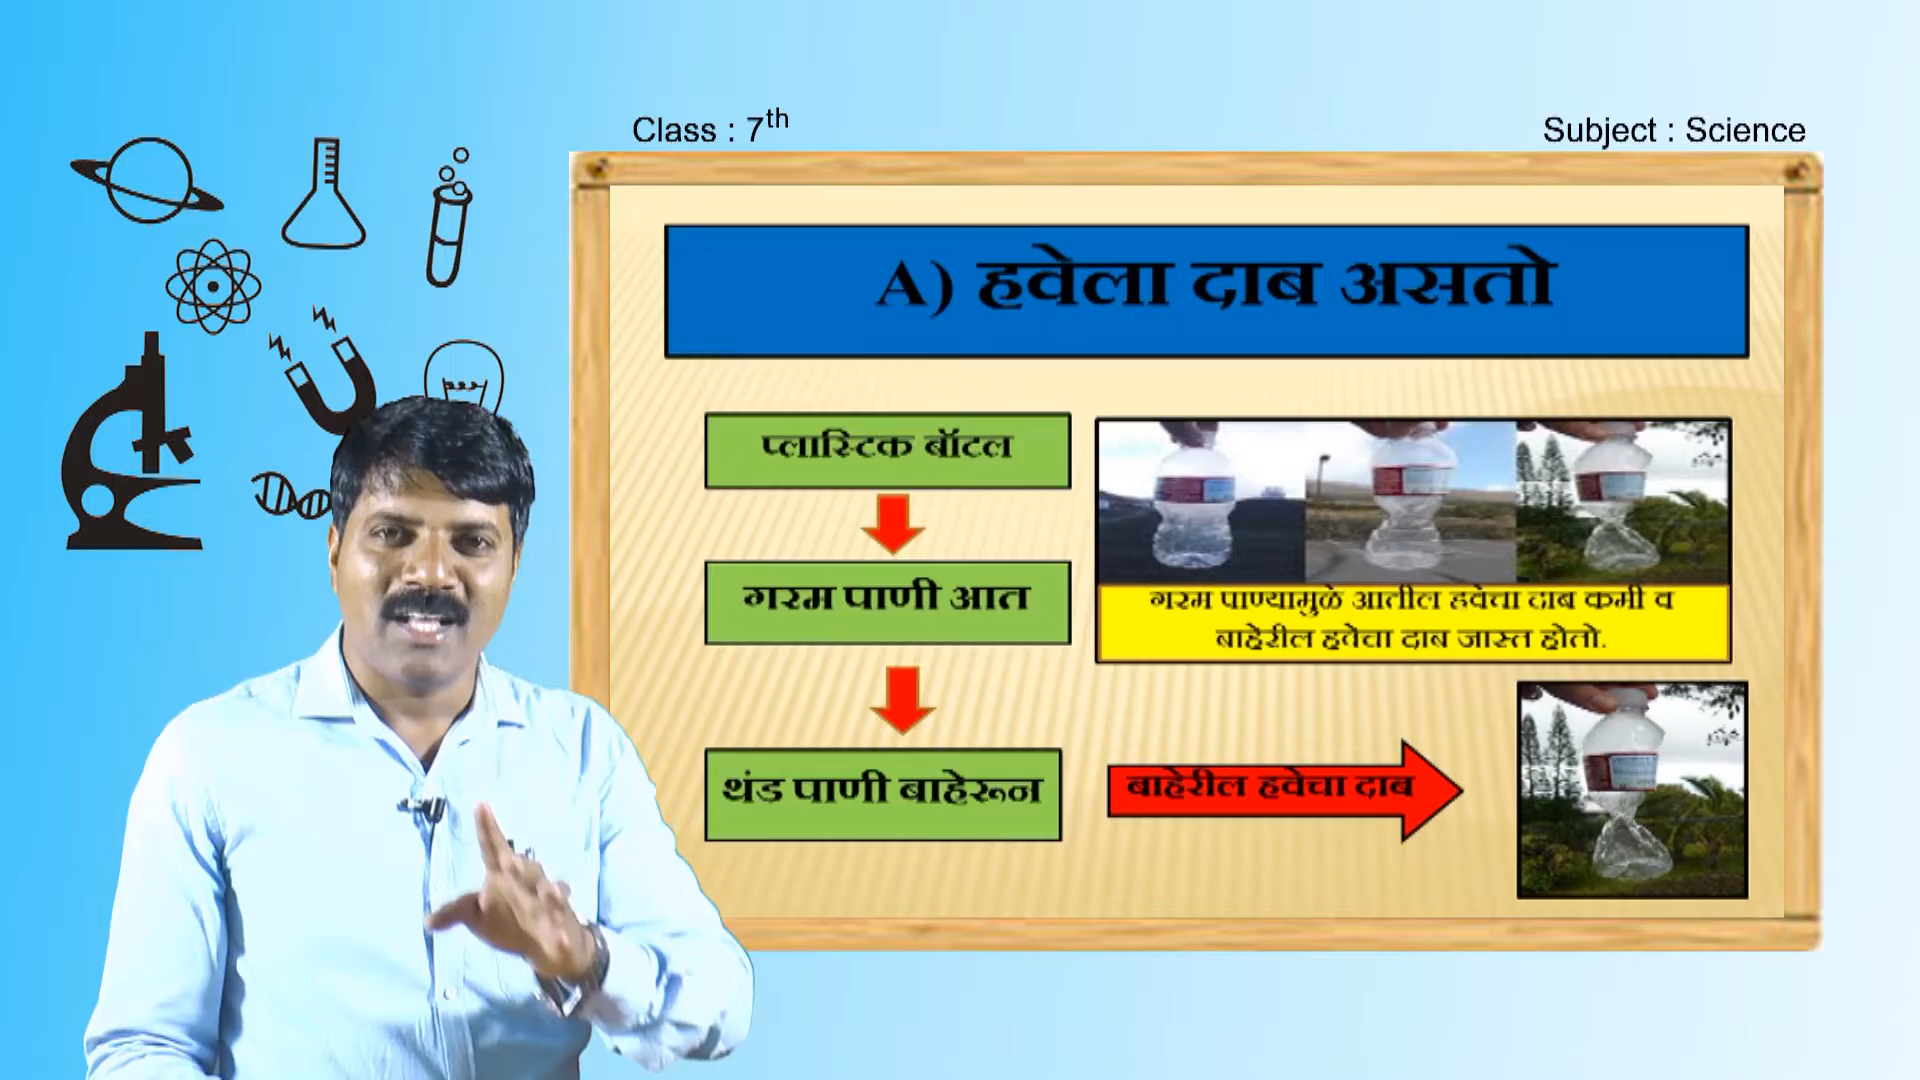 Class : 7th
Subject : Science
A) हवेला दाब असतो
प्लास्टिक बॉटल
गरम पाणी आत
थंड पाणी बाहेरून
गरम पाण्यामुळे आतील हवेचा दाब कमी व
बाहेरील हवेचा दाब जास्त होतो.
बाहेरील हवेचा दाब